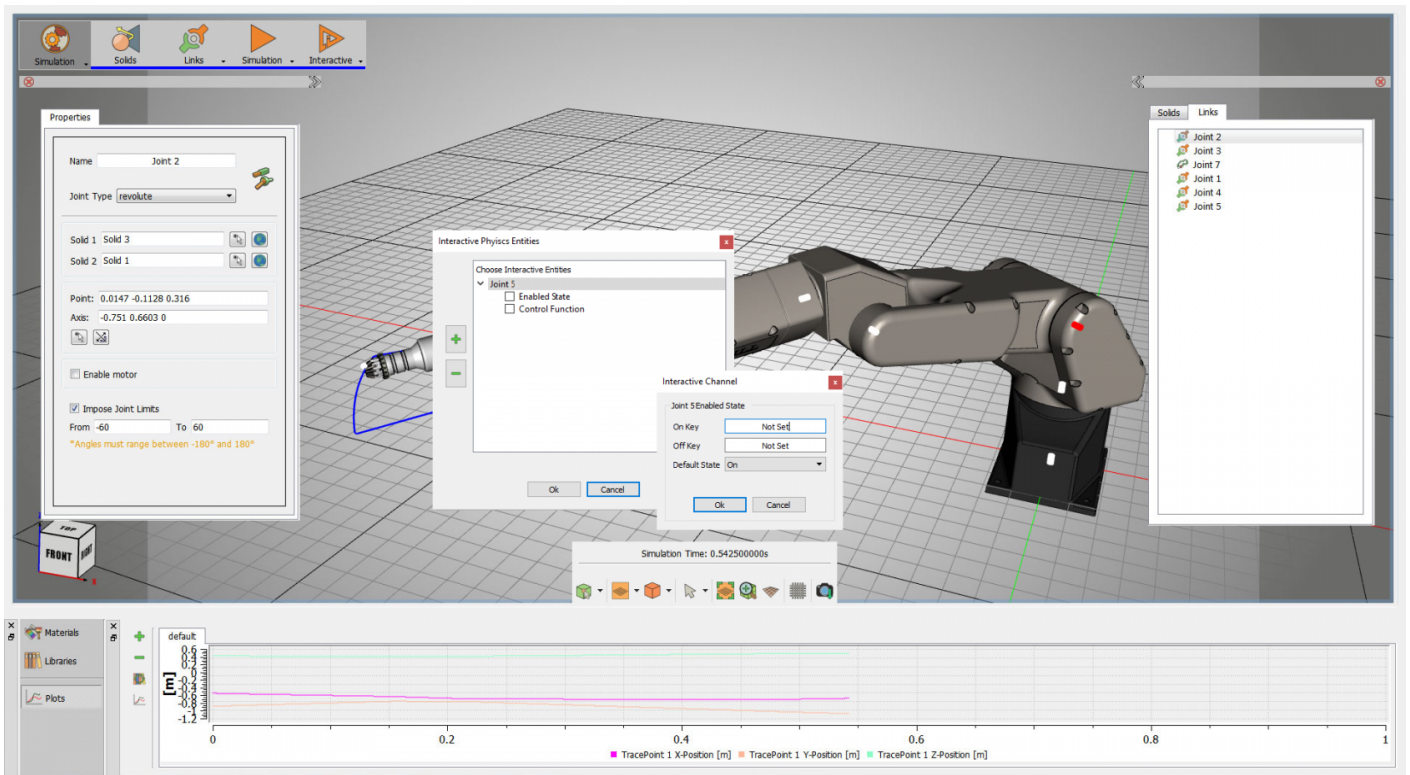 Simulation Solids Links Simulation Interactive
Properties
Name Joint 2
Joint Type revolute
Solid 1 Solid 3
Solid 2 Solid 1
Point: 0.0147 -0.1128 0.316
Axis: -0.751 0.6603 0
Enable motor
Impose Joint Limits
From -60 To 60
*Angles must range between -180° and 180°
TOP
FRONT RIGHT
x
Interactive Phyiscs Entities
Choose Interactive Entities
Joint 5
Enabled State
Control Function
Ok Cancel
Interactive Channel
Joint 5 Enabled State
On Key Not Set
Off Key Not Set
Default State On
Ok Cancel
Solids Links
Joint 2
Joint 3
Joint 7
Joint 1
Joint 4
Joint 5
Simulation Time: 0.542500000s
Materials
Libraries
Plots
default
[m]
0.6
0.4
0.2
0
-0.2
-0.4
-0.6
-0.8
-1
-1.2
0 0.2 0.4 0.6 0.8 1
TracePoint 1 X-Position [m] TracePoint 1 Y-Position [m] TracePoint 1 Z-Position [m]